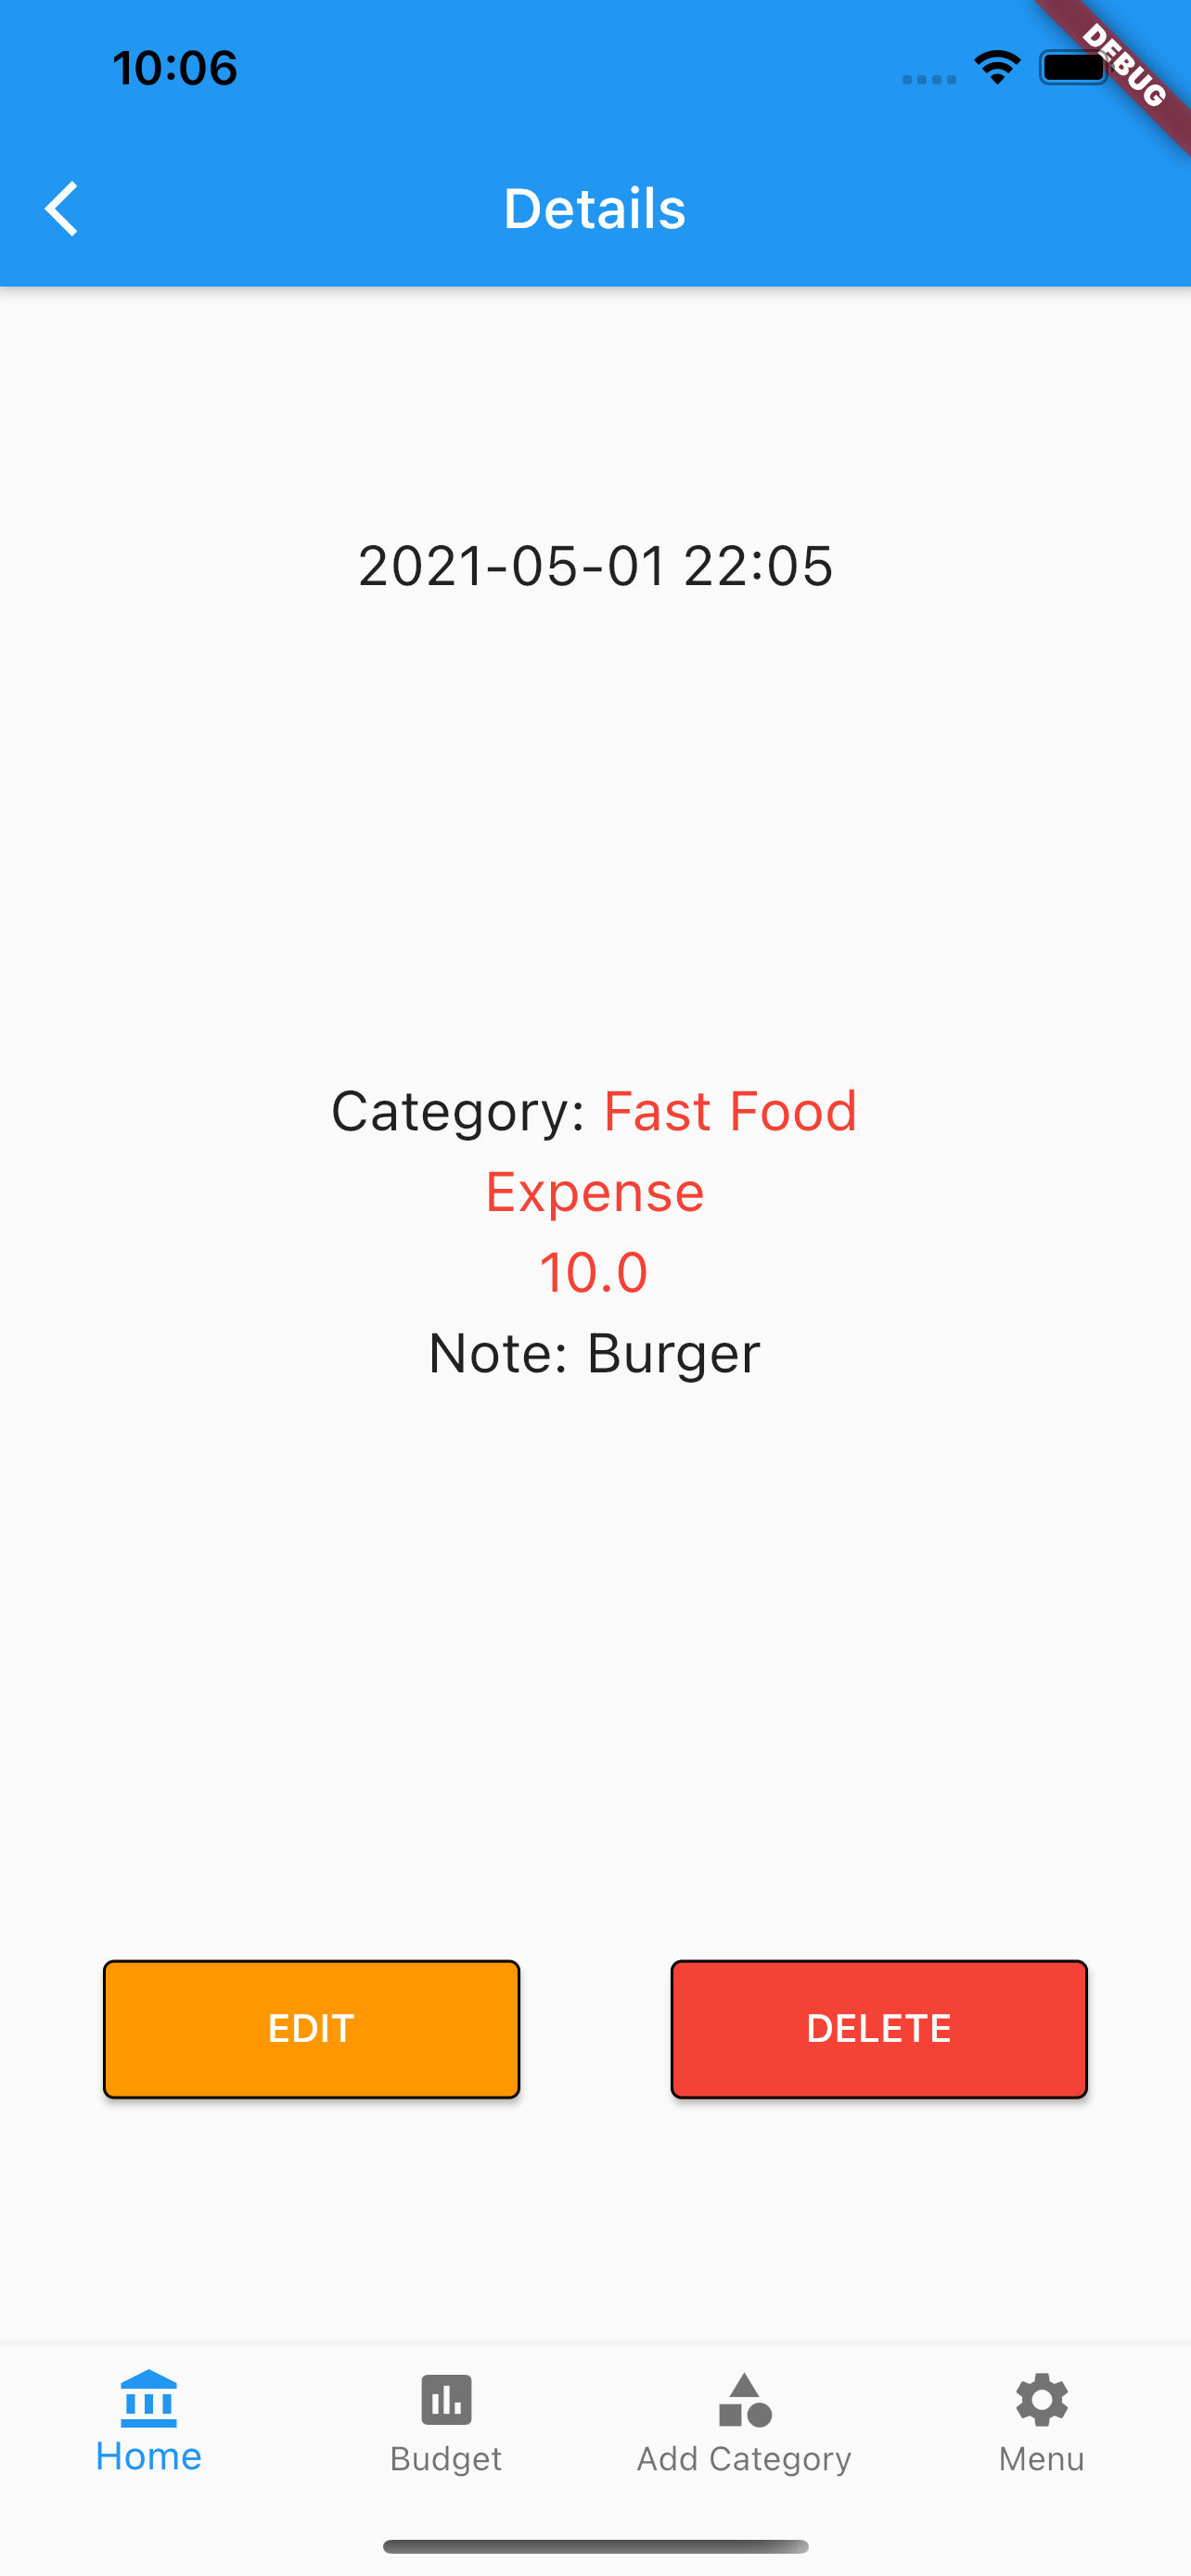 10:06
DEBUG
Details
2021-05-01 22:05
Category: Fast Food
Expense
10.0
Note: Burger
EDIT
DELETE
Home
Budget
Add Category
Menu